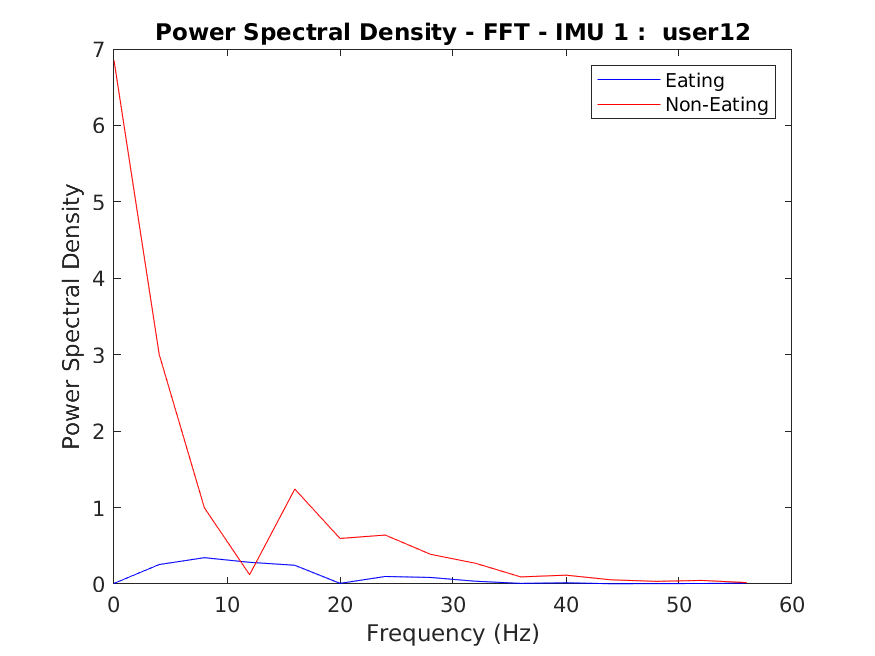 Power Spectral Density - FFT - IMU 1 :  user12
Eating
Non-Eating
Power Spectral Density
7
6
5
4
3
2
1
0
0 10 20 30 40 50 60
Frequency (Hz)